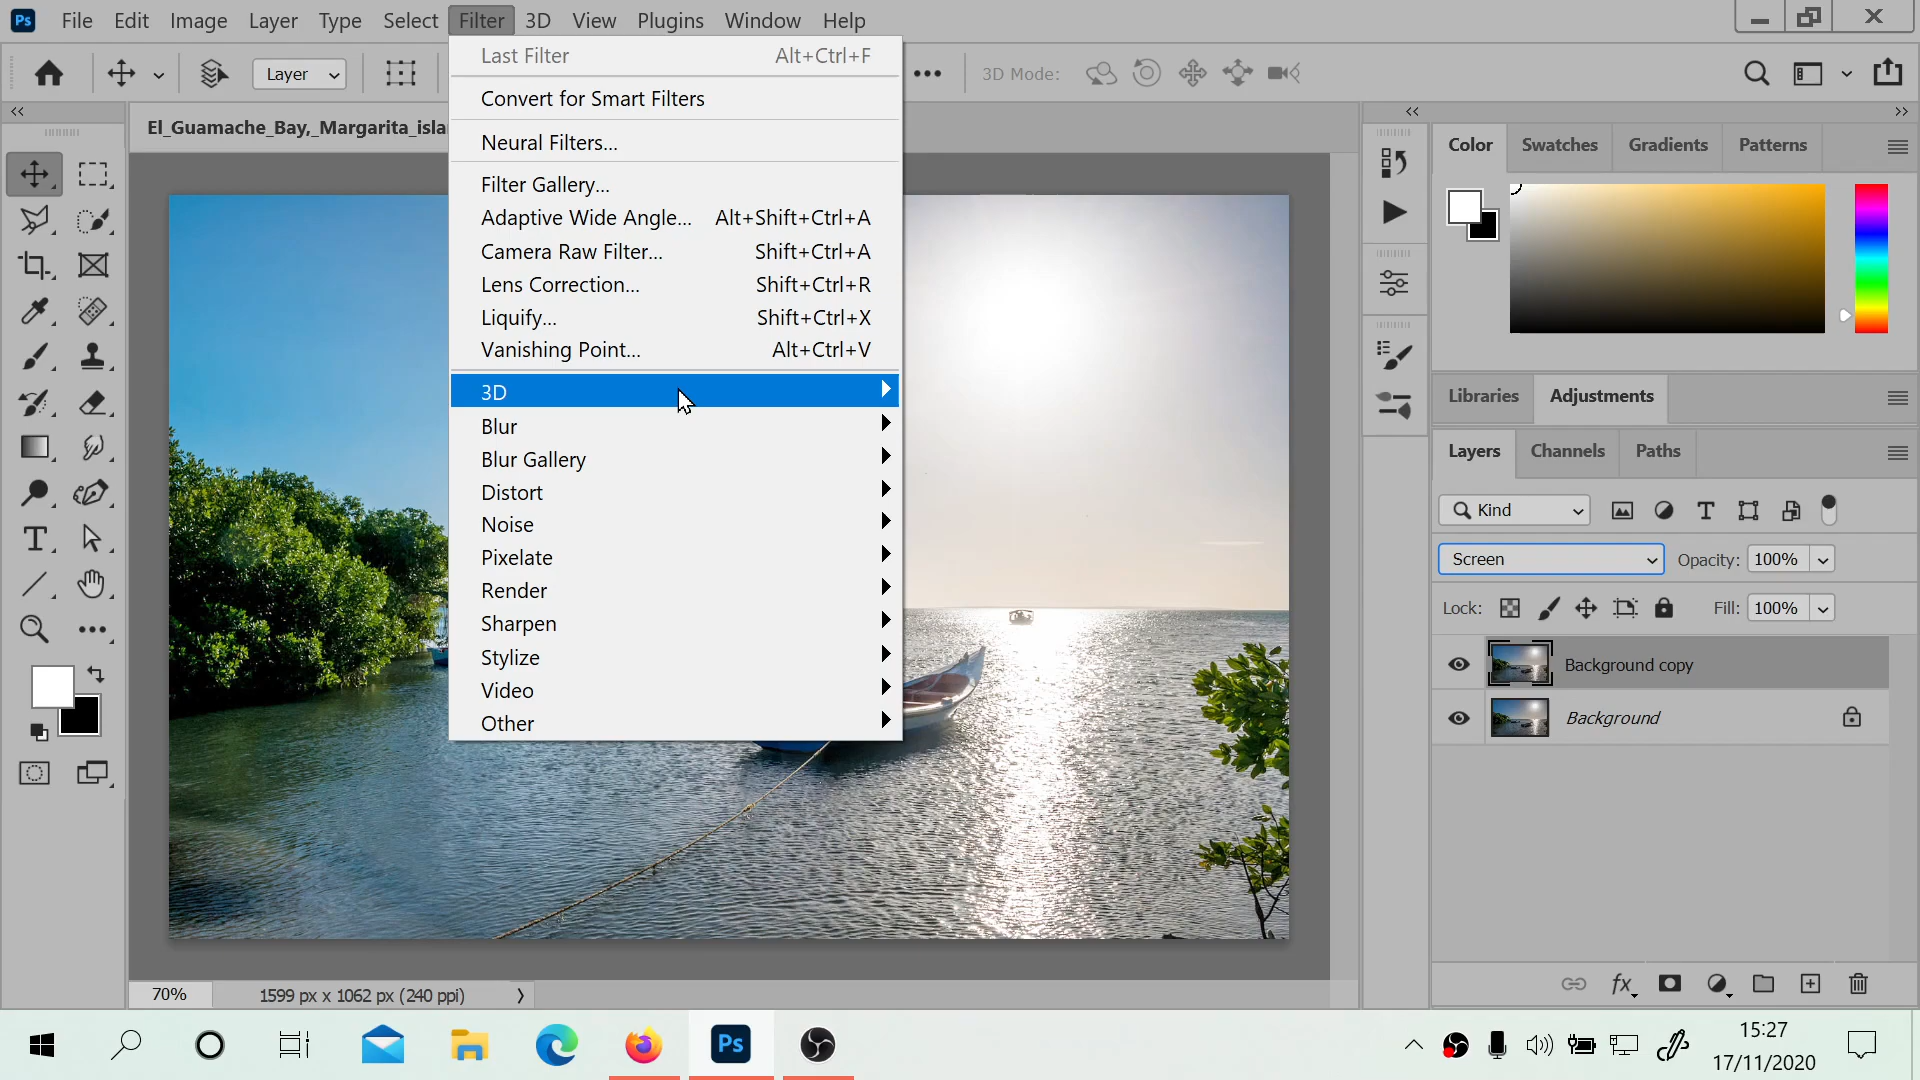 Ps File Edit Image Layer Type Select Filter 3D View Plugins Window Help
Layer
3D Mode:
El_Guamache_Bay,_Margarita_isla
Last Filter Alt+Ctrl+F
Convert for Smart Filters
Neural Filters...
Filter Gallery...
Adaptive Wide Angle... Alt+Shift+Ctrl+A
Camera Raw Filter... Shift+Ctrl+A
Lens Correction... Shift+Ctrl+R
Liquify... Shift+Ctrl+X
Vanishing Point... Alt+Ctrl+V
3D
Blur
Blur Gallery
Distort
Noise
Pixelate
Render
Sharpen
Stylize
Video
Other
Color Swatches Gradients Patterns
Libraries Adjustments
Layers Channels Paths
Kind
Screen Opacity: 100%
Lock: Fill: 100%
Background copy
Background
fx
70% 1599 px x 1062 px (240 ppi)
Ps
15:27
17/11/2020